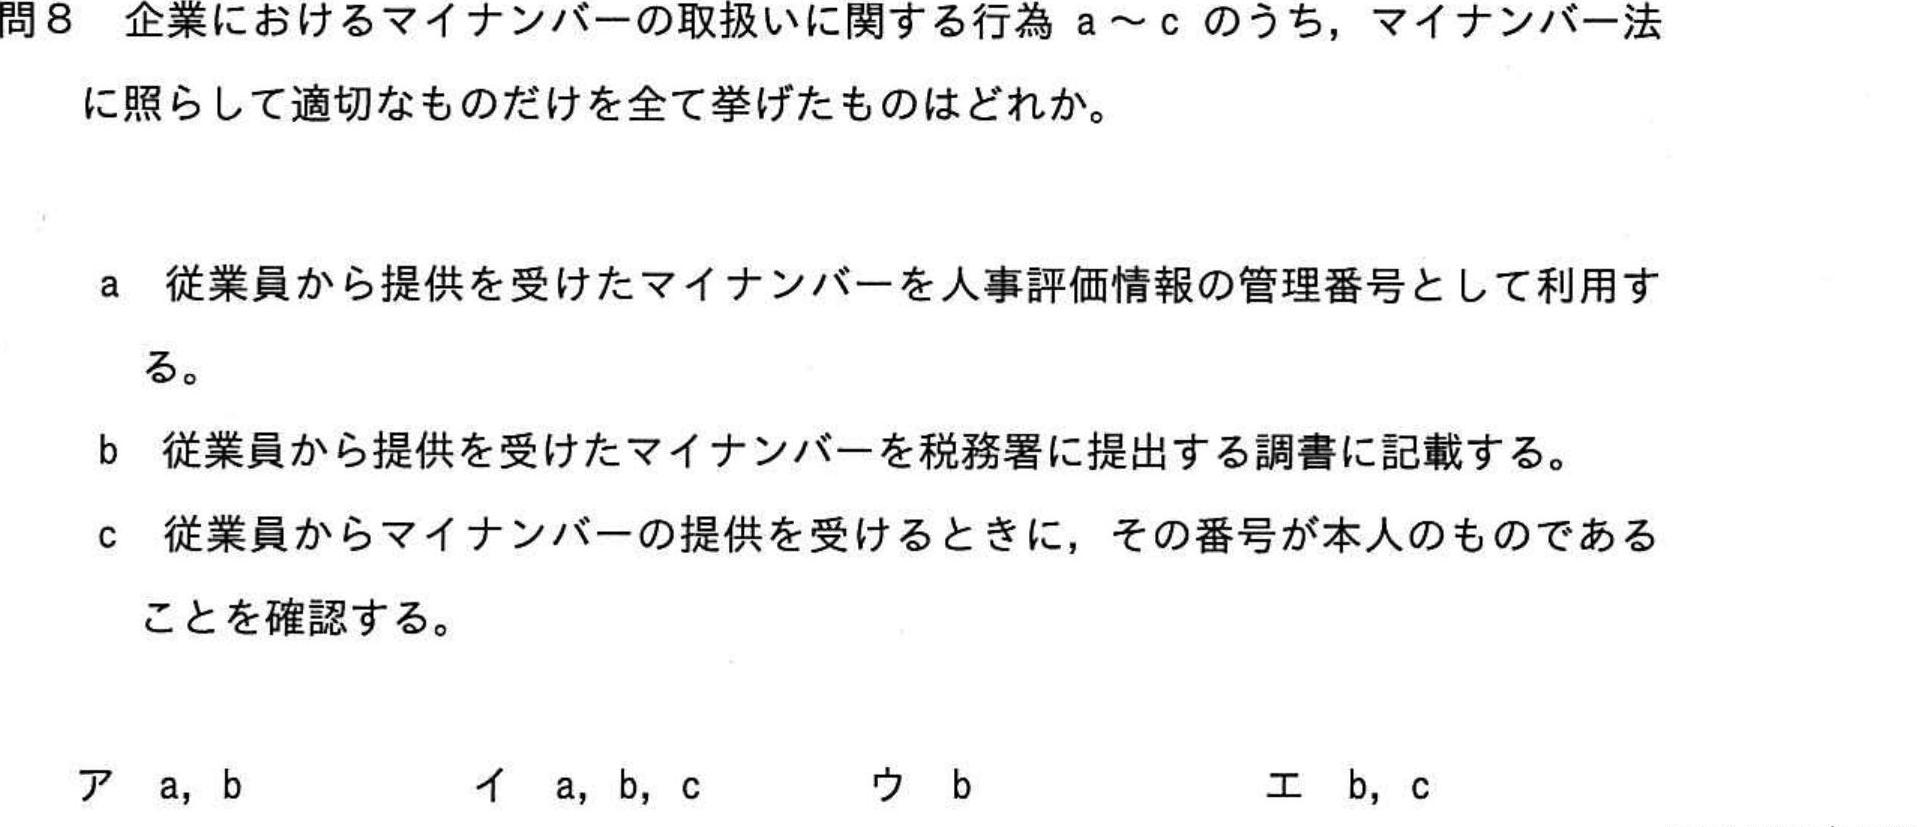 問８　企業におけるマイナンバーの取扱いに関する行為 a～c のうち，マイナンバー法
に照らして適切なものだけを全て挙げたものはどれか。
a　従業員から提供を受けたマイナンバーを人事評価情報の管理番号として利用す
る。
b　従業員から提供を受けたマイナンバーを税務署に提出する調書に記載する。
c　従業員からマイナンバーの提供を受けるときに，その番号が本人のものである
ことを確認する。
ア　a，b　イ　a，b，c　ウ　b　エ　b，c